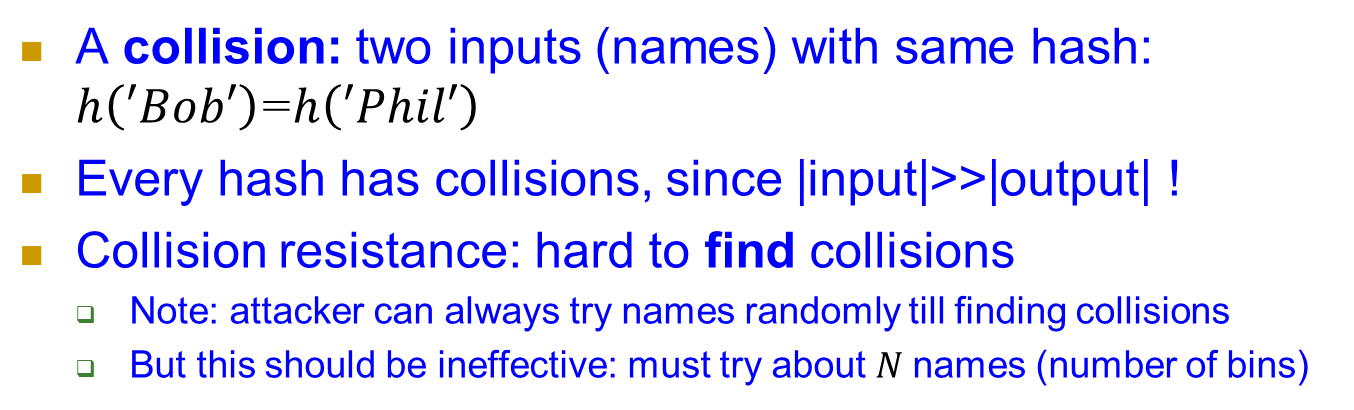 A collision: two inputs (names) with same hash:
h('Bob')=h('Phil')
Every hash has collisions, since |input|>>|output| !
Collision resistance: hard to find collisions
Note: attacker can always try names randomly till finding collisions
But this should be ineffective: must try about N names (number of bins)